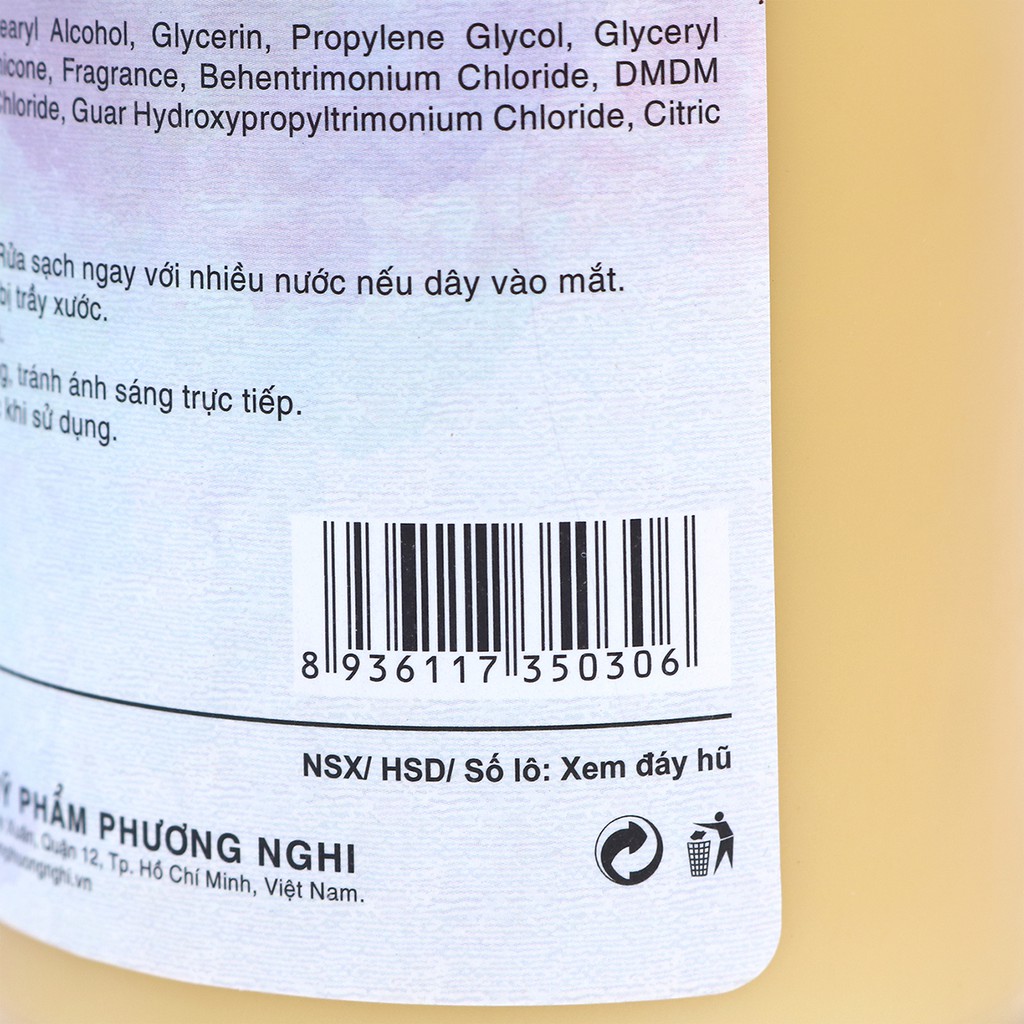 Alcohol, Glycerin, Propylene Glycol, Glyceryl
Fragrance, Behentrimonium Chloride, DMDM
Chloride, Guar Hydroxypropyltrimonium Chloride, Citric
Rửa sạch ngay với nhiều nước nếu dây vào mắt.
bị trầy xước.
tránh ánh sáng trực tiếp.
khi sử dụng.
8 936117 350306
NSX/ HSD/ Số lô: Xem đáy hũ
PHẨM PHƯƠNG NGHI
Quận 12, Tp. Hồ Chí Minh, Việt Nam.